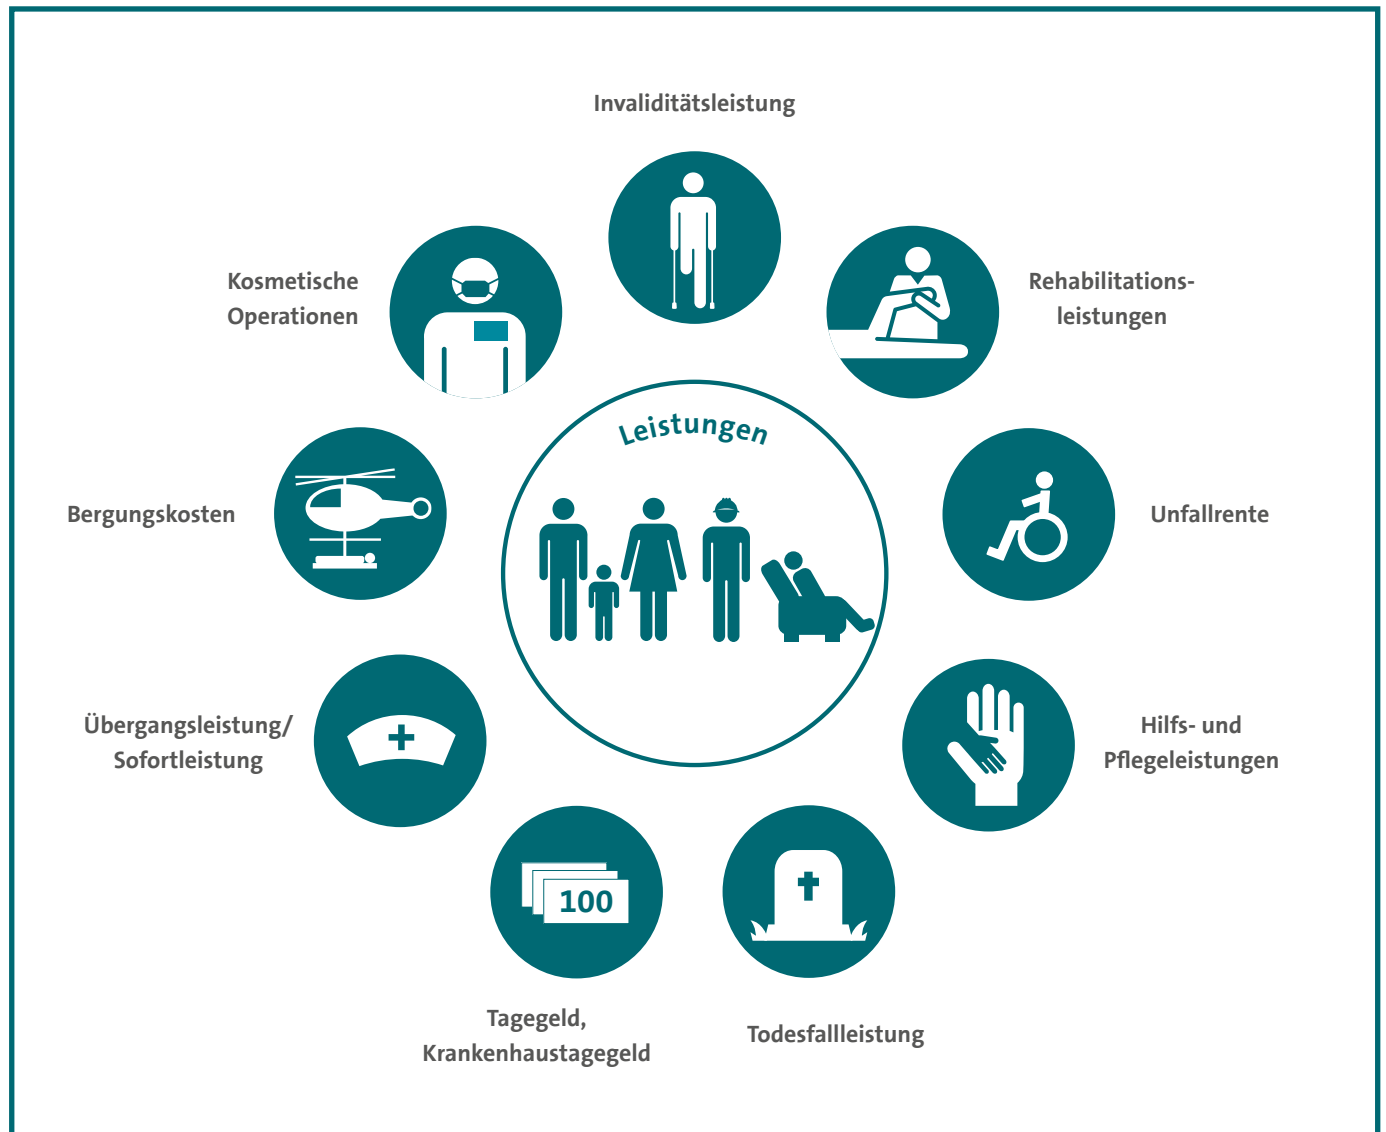 Invaliditätsleistung
Kosmetische
Operationen
Rehabilitations-
leistungen
Leistungen
Bergungskosten
Unfallrente
Übergangsleistung/
Sofortleistung
Hilfs- und
Pflegeleistungen
100
Tagegeld,
Krankenhaustagegeld
Todesfallleistung